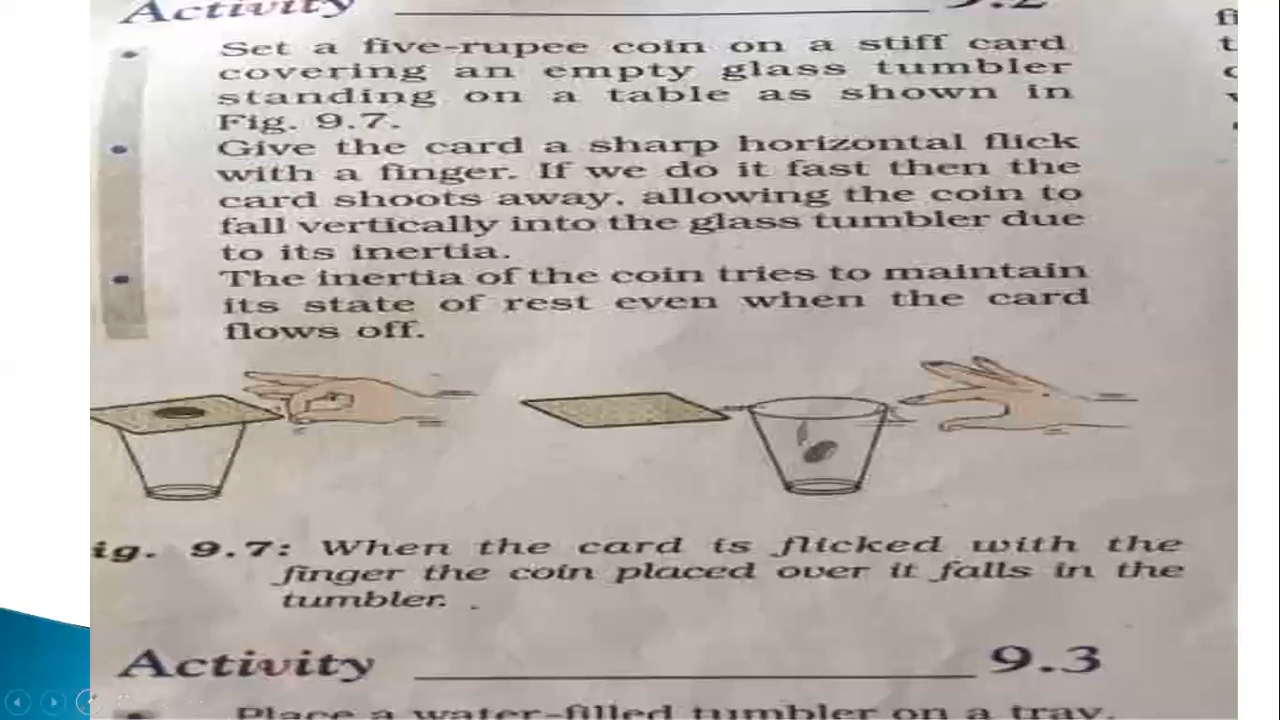 Activity 9.2
Set a five-rupee coin on a stiff card
covering an empty glass tumbler
standing on a table as shown in
Fig. 9.7.
Give the card a sharp horizontal flick
with a finger. If we do it fast then the
card shoots away, allowing the coin to
fall vertically into the glass tumbler due
to its inertia.
The inertia of the coin tries to maintain
its state of rest even when the card
flows off.
ig. 9.7: When the card is flicked with the
finger the coin placed over it falls in the
tumbler.
Activity 9.3
Place a water-filled tumbler on a tray.